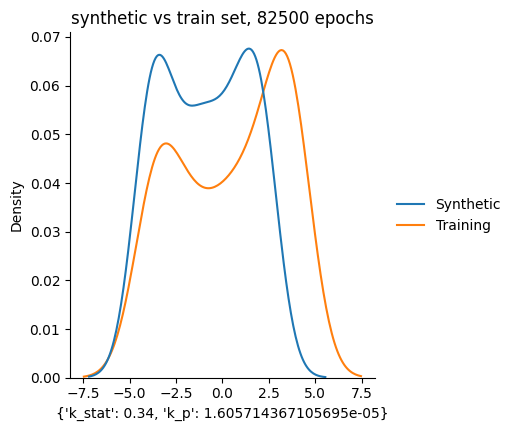 synthetic vs train set, 82500 epochs
0.07
0.06
0.05
0.04
0.03
0.02
0.01
0.00
Density
Synthetic
Training
−7.5 −5.0 −2.5 0.0 2.5 5.0 7.5
{'k_stat': 0.34, 'k_p': 1.605714367105695e-05}